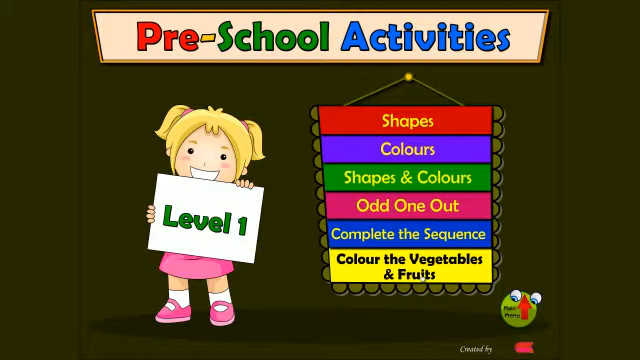 Pre-School Activities
Shapes
Colours
Shapes & Colours
Odd One Out
Complete the Sequence
Colour the Vegetables
& Fruits
Level 1
Main
Menu
Created by